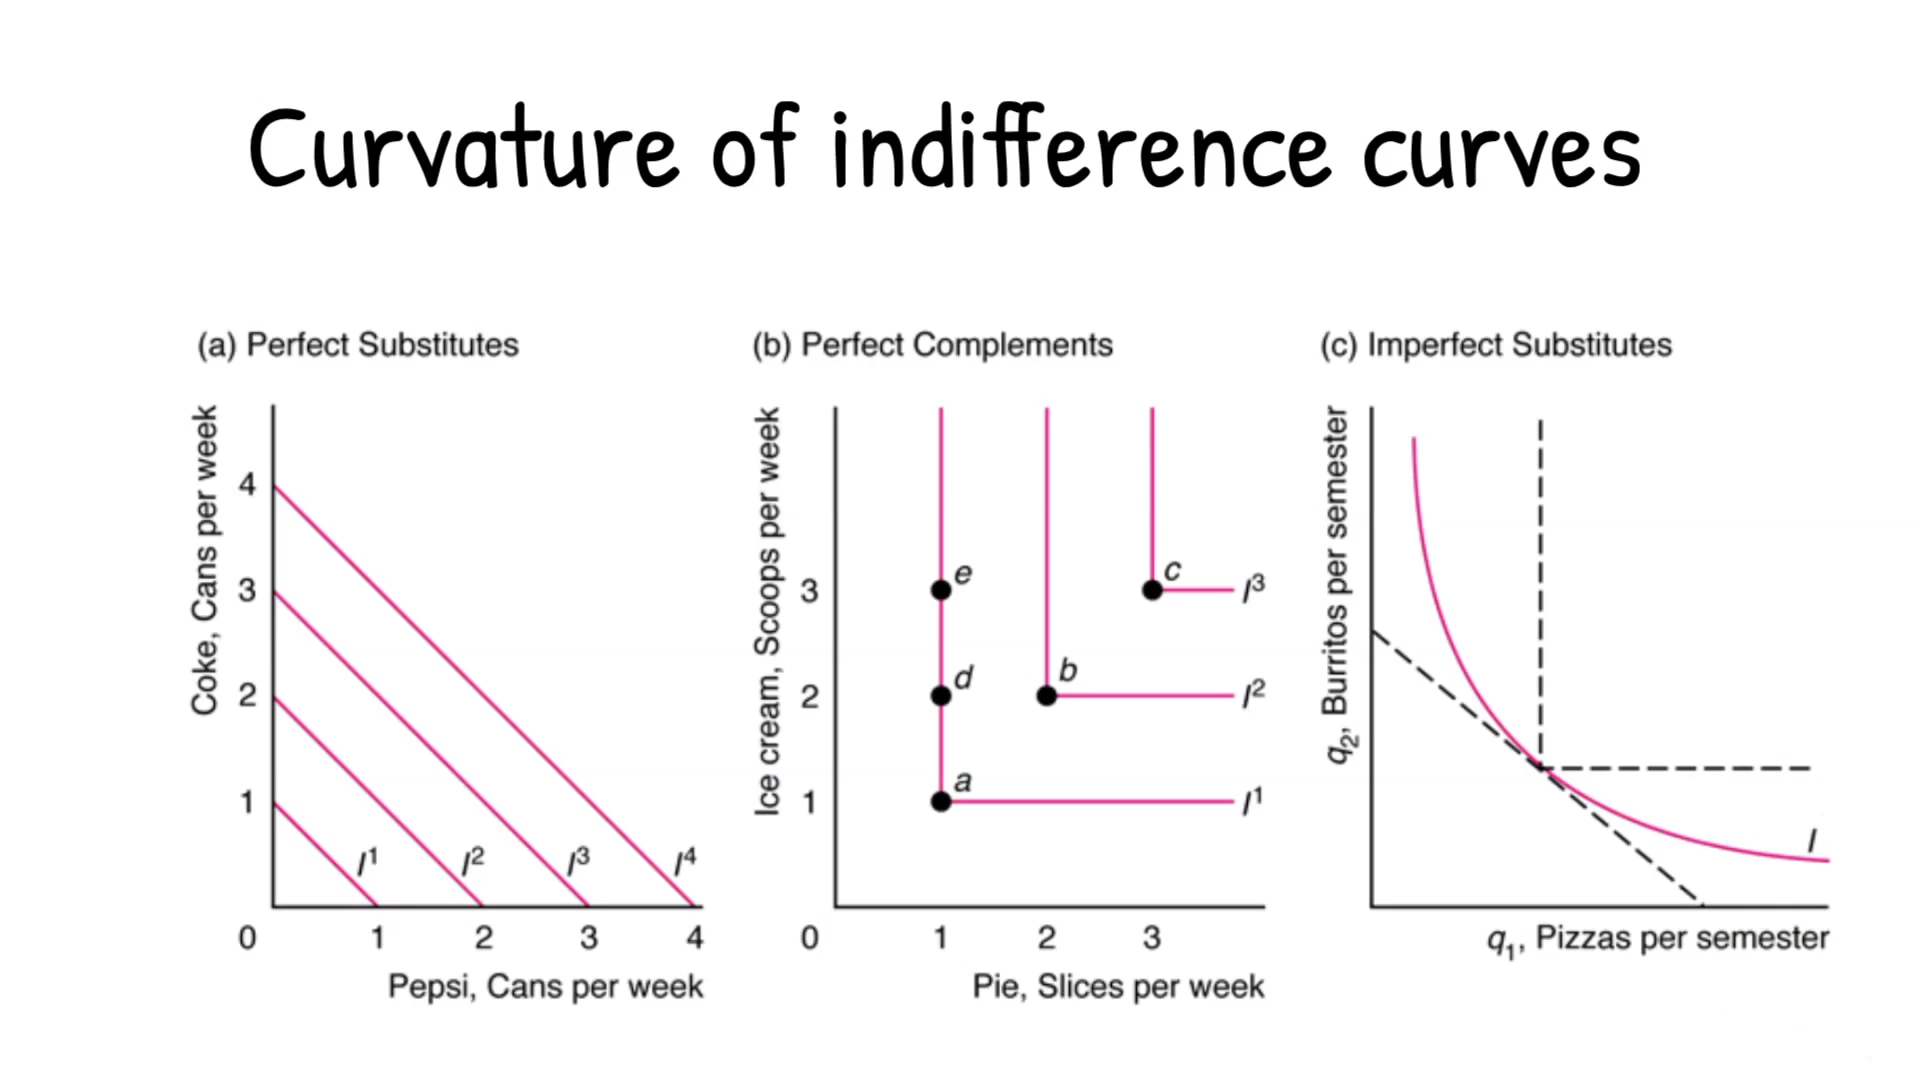 Curvature of indifference curves
(a) Perfect Substitutes
Coke, Cans per week
4
3
2
1
0
I¹
I²
I³
I⁴
1 2 3 4
Pepsi, Cans per week
(b) Perfect Complements
Ice cream, Scoops per week
3
2
1
0
e
d
a
b
c
I³
I²
I¹
1 2 3
Pie, Slices per week
(c) Imperfect Substitutes
q₂, Burritos per semester
I
q₁, Pizzas per semester